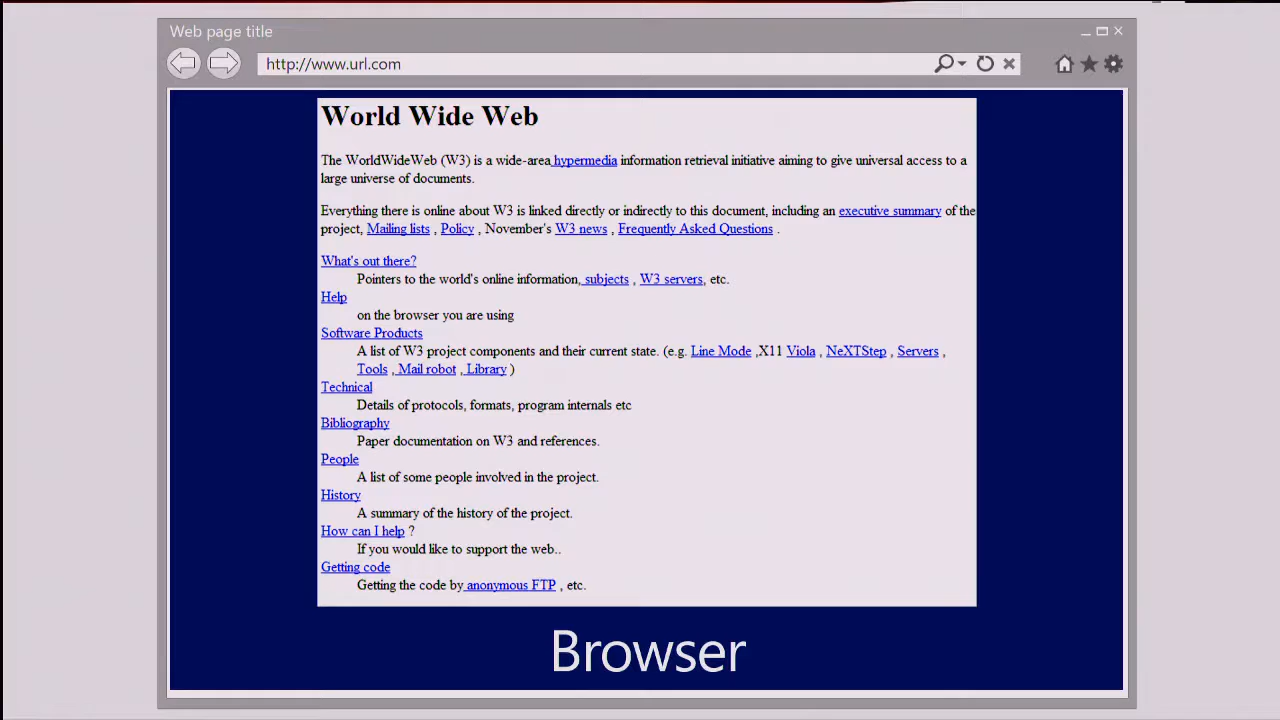 Web page title
http://www.url.com
World Wide Web
The WorldWideWeb (W3) is a wide-area hypermedia information retrieval initiative aiming to give universal access to a
large universe of documents.
Everything there is online about W3 is linked directly or indirectly to this document, including an executive summary of the
project, Mailing lists , Policy , November's W3 news , Frequently Asked Questions .
What's out there?
Pointers to the world's online information, subjects , W3 servers, etc.
Help
on the browser you are using
Software Products
A list of W3 project components and their current state. (e.g. Line Mode ,X11 Viola , NeXTStep , Servers ,
Tools , Mail robot , Library )
Technical
Details of protocols, formats, program internals etc
Bibliography
Paper documentation on W3 and references.
People
A list of some people involved in the project.
History
A summary of the history of the project.
How can I help ?
If you would like to support the web..
Getting code
Getting the code by anonymous FTP , etc.
Browser